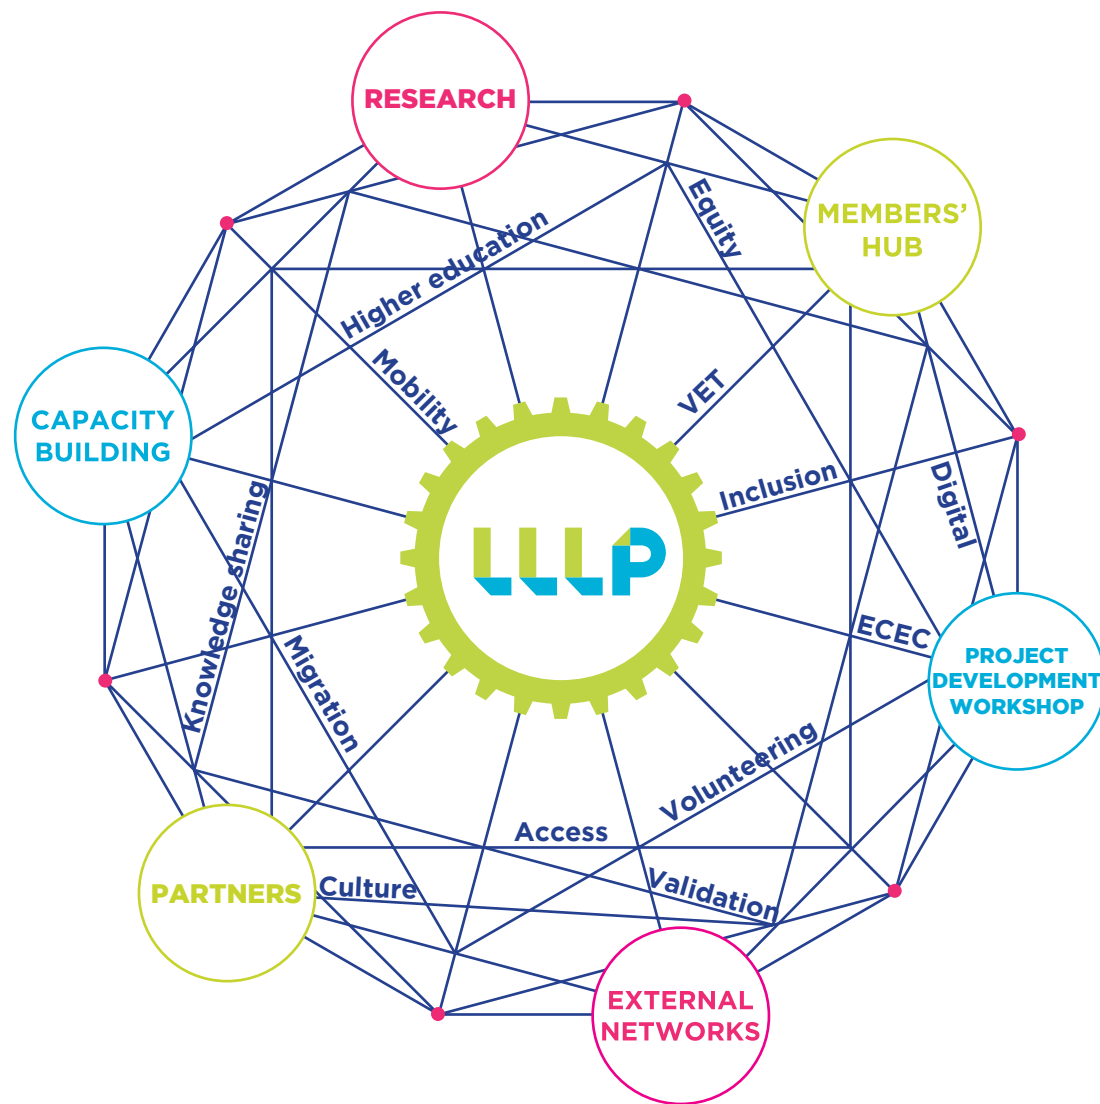 RESEARCH
MEMBERS'
HUB
Equity
Higher education
Mobility
VET
CAPACITY
BUILDING
Inclusion
Digital
Knowledge sharing
LLLP
Migration
ECEC
PROJECT
DEVELOPMENT
WORKSHOP
Volunteering
Access
PARTNERS
Culture
Validation
EXTERNAL
NETWORKS